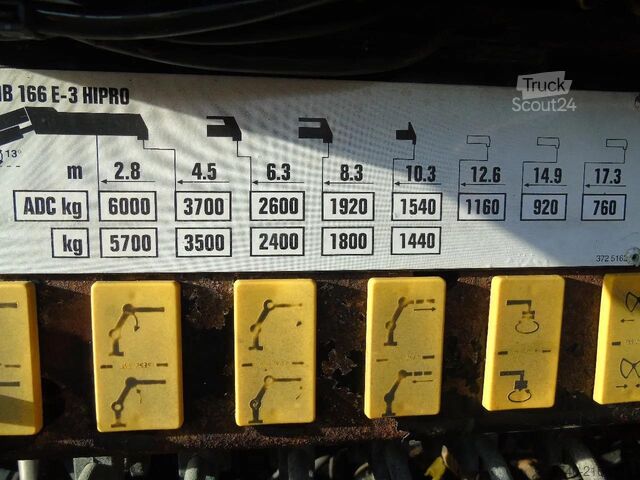 Truck
Scout24
166 E-3 HIPRO
13°
m 2.8 4.5 6.3 8.3 10.3 12.6 14.9 17.3
ADC kg 6000 3700 2600 1920 1540 1160 920 760
kg 5700 3500 2400 1800 1440